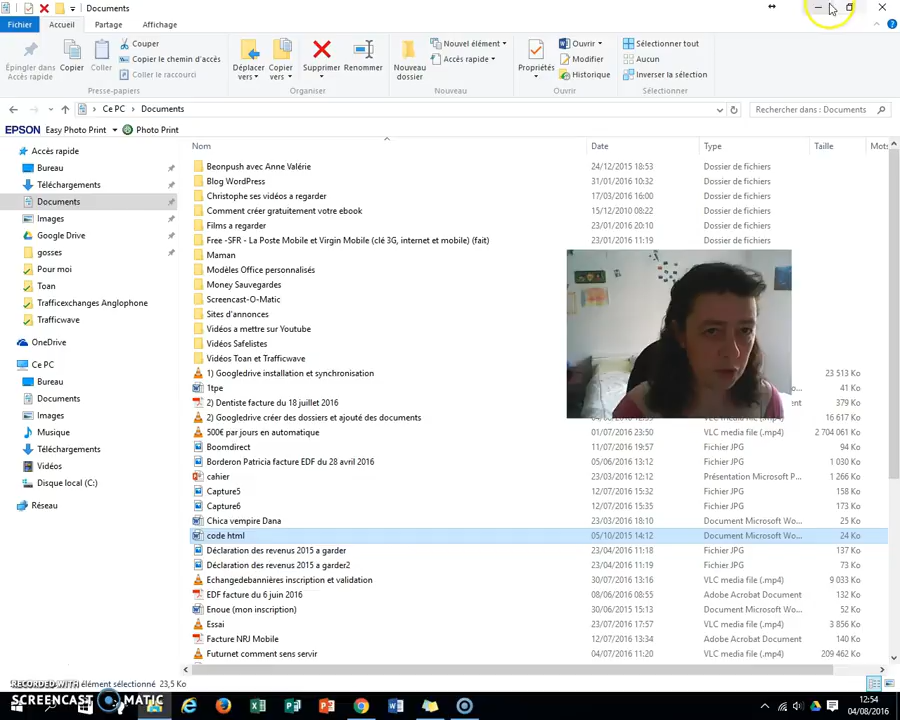 Documents
Fichier Accueil Partage Affichage
Épingler dans Accès rapide
Copier
Coller
Couper
Copier le chemin d'accès
Coller le raccourci
Presse-papiers
Déplacer vers
Copier vers
Supprimer
Renommer
Organiser
Nouveau dossier
Nouvel élément
Accès rapide
Nouveau
Propriétés
Ouvrir
Modifier
Historique
Ouvrir
Sélectionner tout
Aucun
Inverser la sélection
Sélectionner
Ce PC > Documents
Rechercher dans : Documents
EPSON Easy Photo Print Photo Print
Accès rapide
Bureau
Téléchargements
Documents
Images
Google Drive
gosses
Pour moi
Toan
Trafficexchanges Anglophone
Trafficwave
OneDrive
Ce PC
Bureau
Documents
Images
Musique
Téléchargements
Vidéos
Disque local (C:)
Réseau
Nom Date Type Taille Mots
Beonpush avec Anne Valérie 24/12/2015 18:53 Dossier de fichiers
Blog WordPress 31/01/2016 10:32 Dossier de fichiers
Christophe ses vidéos a regarder 17/03/2016 16:00 Dossier de fichiers
Comment créer gratuitement votre ebook 15/12/2010 08:22 Dossier de fichiers
Films a regarder 23/01/2016 20:10 Dossier de fichiers
Free -SFR - La Poste Mobile et Virgin Mobile (clé 3G, internet et mobile) (fait) 23/01/2016 11:19 Dossier de fichiers
Maman
Modèles Office personnalisés
Money Sauvegardes
Screencast-O-Matic
Sites d'annonces
Vidéos a mettre sur Youtube
Vidéos Safelistes
Vidéos Toan et Trafficwave
1) Googledrive installation et synchronisation 23 513 Ko
1tpe 41 Ko
2) Dentiste facture du 18 juillet 2016 379 Ko
2) Googledrive créer des dossiers et ajouté des documents 16 617 Ko
500€ par jours en automatique 01/07/2016 23:50 VLC media file (.mp4) 2 704 061 Ko
Boomdirect 11/07/2016 19:57 Fichier JPG 94 Ko
Borderon Patricia facture EDF du 28 avril 2016 05/06/2016 13:12 Fichier JPG 1 030 Ko
cahier 23/03/2016 12:12 Présentation Microsoft P... 1 266 Ko
Capture5 12/07/2016 15:32 Fichier JPG 158 Ko
Capture6 12/07/2016 15:35 Fichier JPG 173 Ko
Chica vempire Dana 23/03/2016 18:10 Document Microsoft Wo... 25 Ko
code html 05/10/2015 14:12 Document Microsoft Wo... 24 Ko
Déclaration des revenus 2015 a garder 23/04/2016 11:18 Fichier JPG 137 Ko
Déclaration des revenus 2015 a garder2 23/04/2016 11:19 Fichier JPG 73 Ko
Echangedebannières inscription et validation 30/07/2016 13:16 VLC media file (.mp4) 9 033 Ko
EDF facture du 6 juin 2016 08/06/2016 08:55 Adobe Acrobat Document 132 Ko
Enoue (mon insription) 30/06/2015 15:13 Document Microsoft Wo... 52 Ko
Essai 23/07/2016 17:57 VLC media file (.mp4) 3 856 Ko
Facture NRJ Mobile 12/07/2016 13:34 Adobe Acrobat Document 140 Ko
Futurnet comment sens servir 04/07/2016 11:20 VLC media file (.mp4) 209 462 Ko
élément sélectionné 23,5 Ko
RECORDED WITH
SCREENCAST MATIC
12:54
04/08/2016